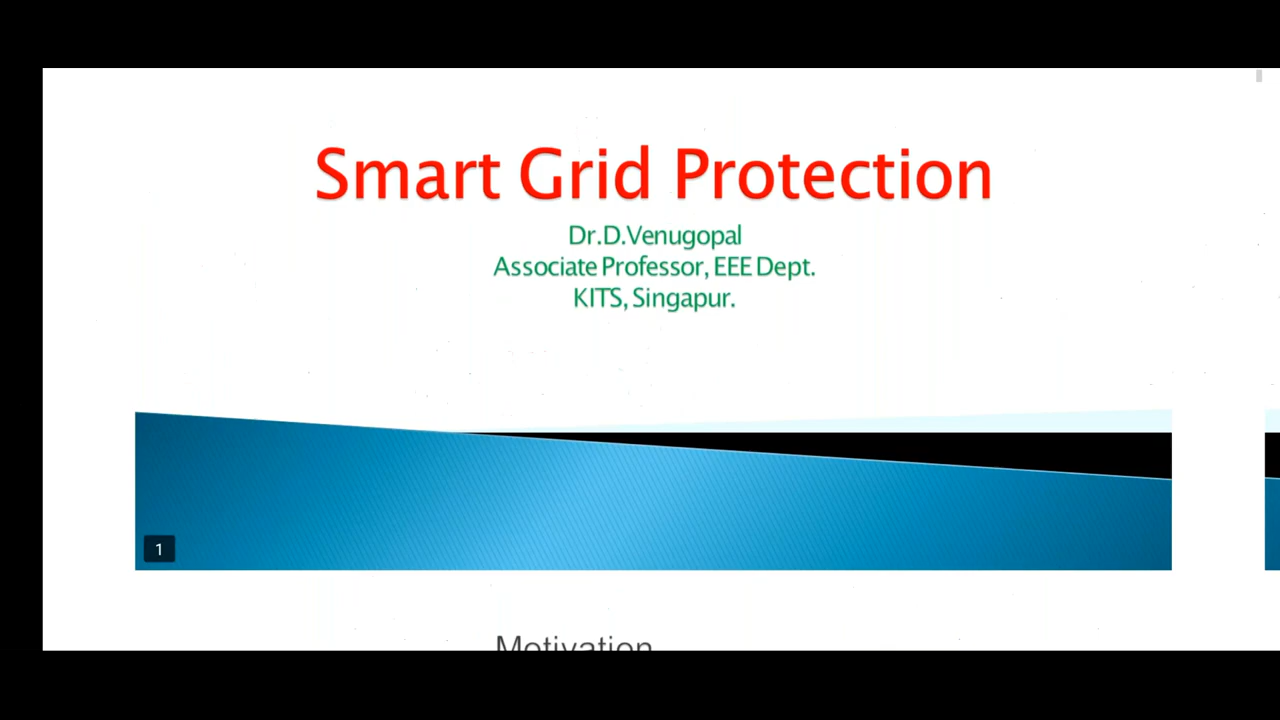 Smart Grid Protection
Dr.D.Venugopal
Associate Professor, EEE Dept.
KITS, Singapur.
1
Motivation